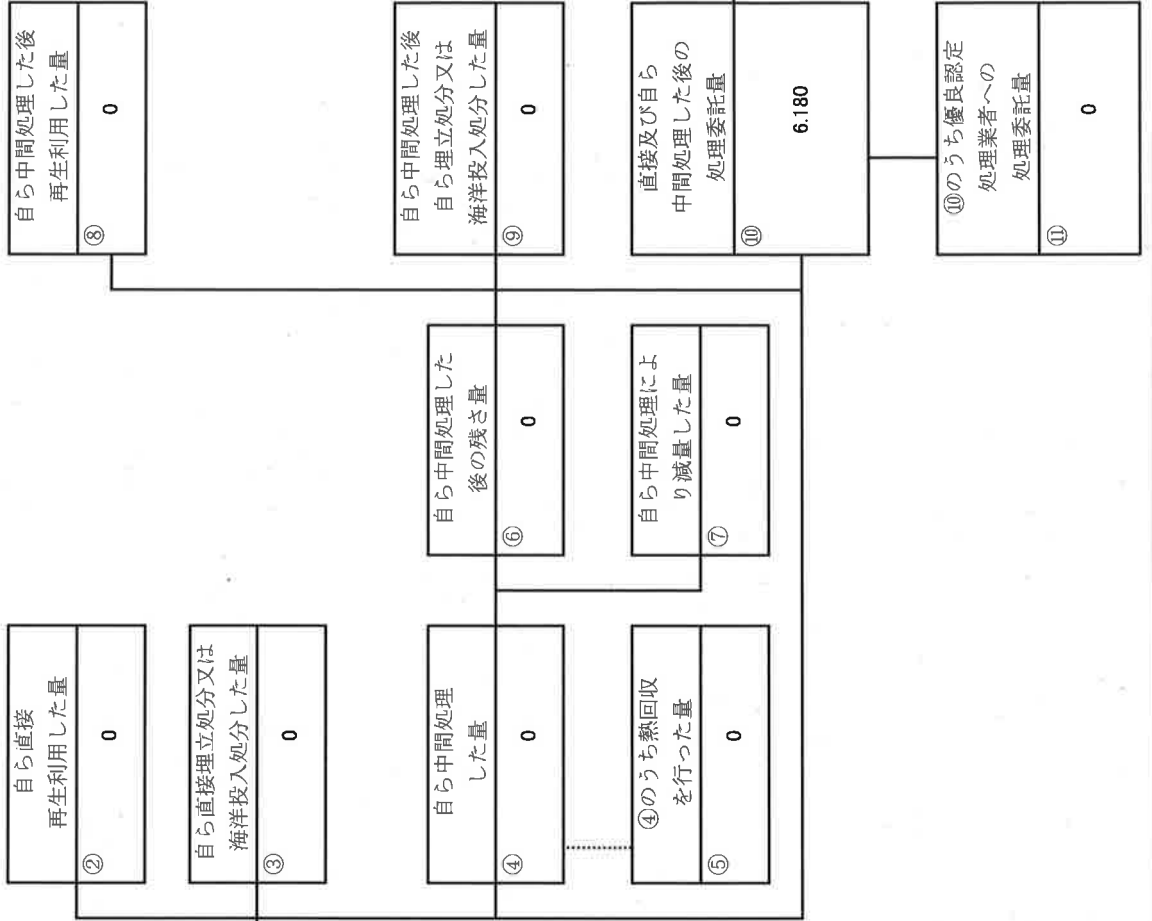 自ら直接
再生利用した量
②
0
自ら直接埋立処分又は
海洋投入処分した量
③
0
自ら中間処理
した量
④
0
④のうち熱回収
を行った量
⑤
0
自ら中間処理した
後の残さ量
⑥
0
自ら中間処理によ
り減量した量
⑦
0
自ら中間処理した後
再生利用した量
⑧
0
自ら中間処理した後
自ら埋立処分又は
海洋投入処分した量
⑨
0
直接及び自ら
中間処理した後の
処理委託量
⑩
6.180
⑩のうち優良認定
処理業者への
処理委託量
⑪
0